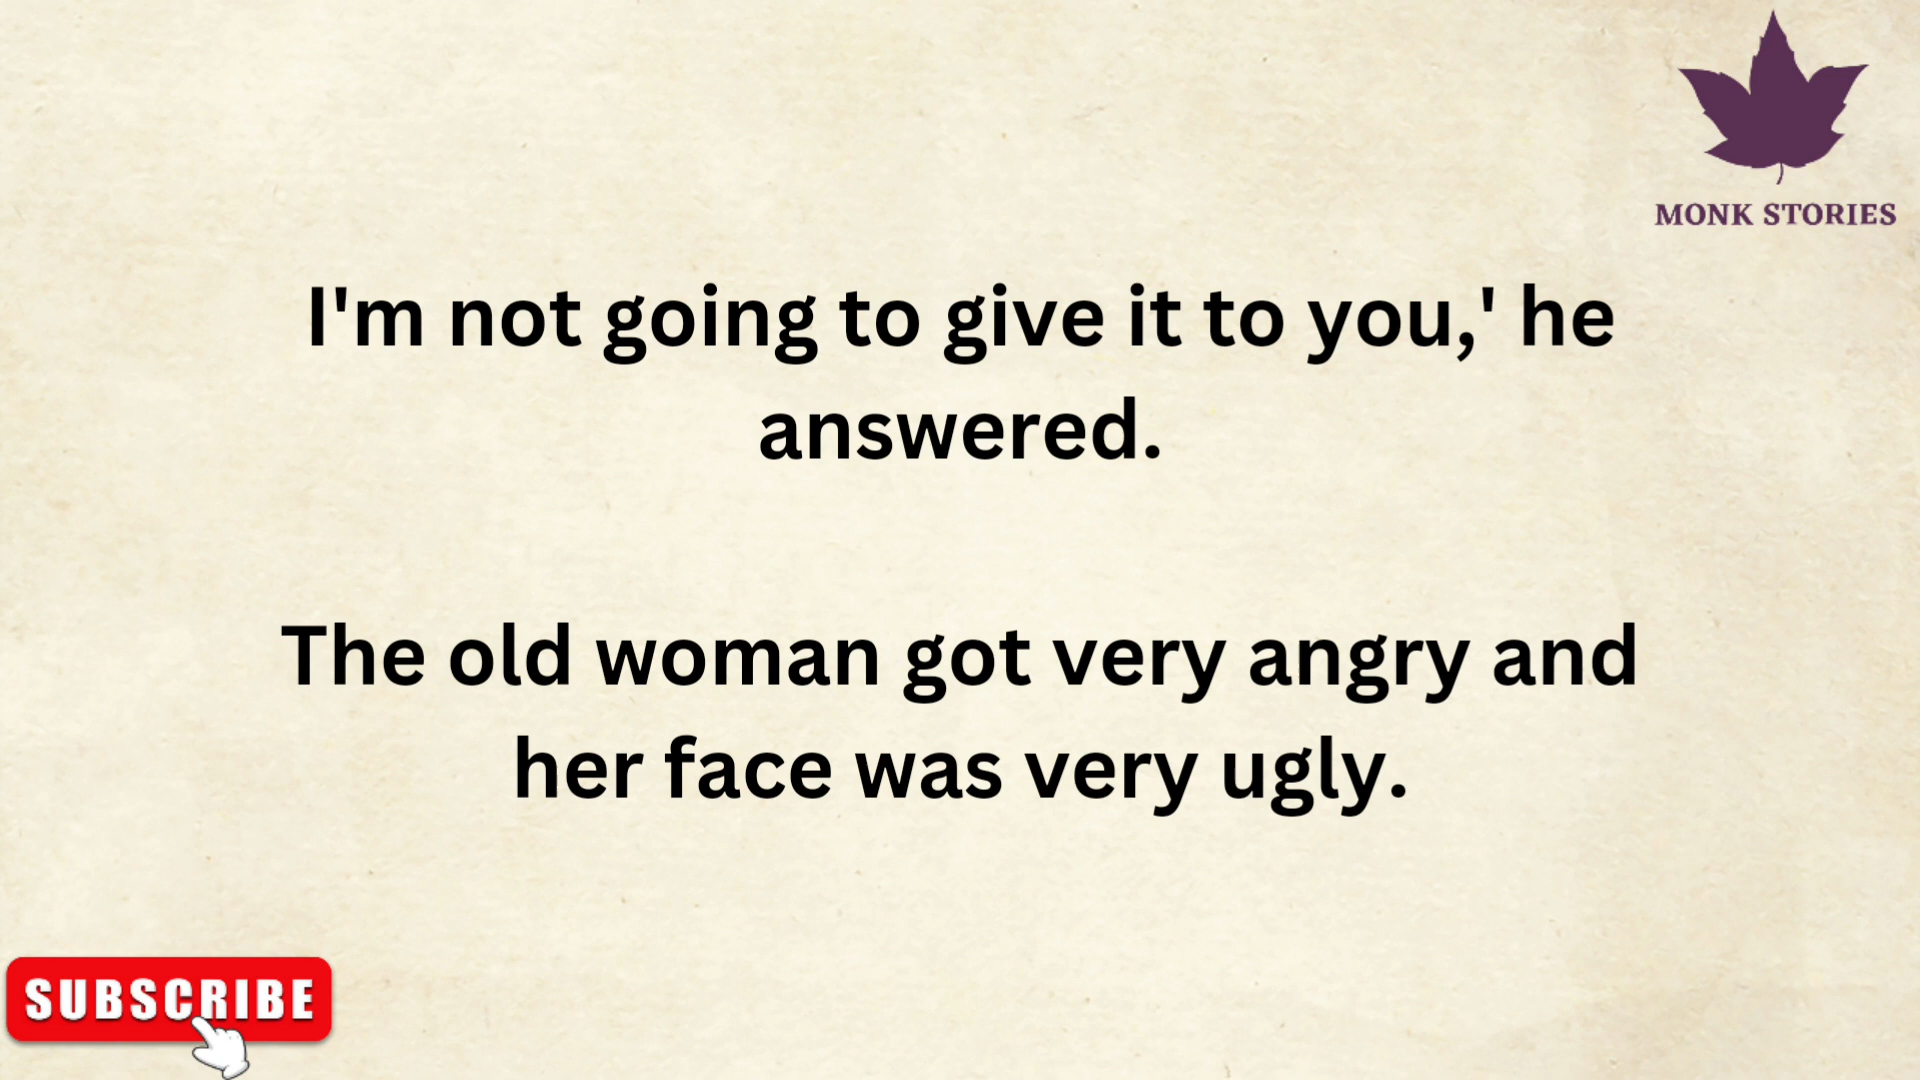 MONK STORIES
I'm not going to give it to you,' he
answered.
The old woman got very angry and
her face was very ugly.
SUBSCRIBE